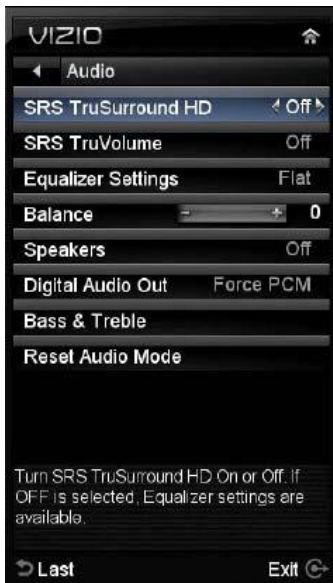 VIZIO
Audio
SRS TruSurround HD Off
SRS TruVolume Off
Equalizer Settings Flat
Balance - + 0
Speakers Off
Digital Audio Out Force PCM
Bass & Treble
Reset Audio Mode
Turn SRS TruSurround HD On or Off. If
OFF is selected, Equalizer settings are
available.
Last Exit